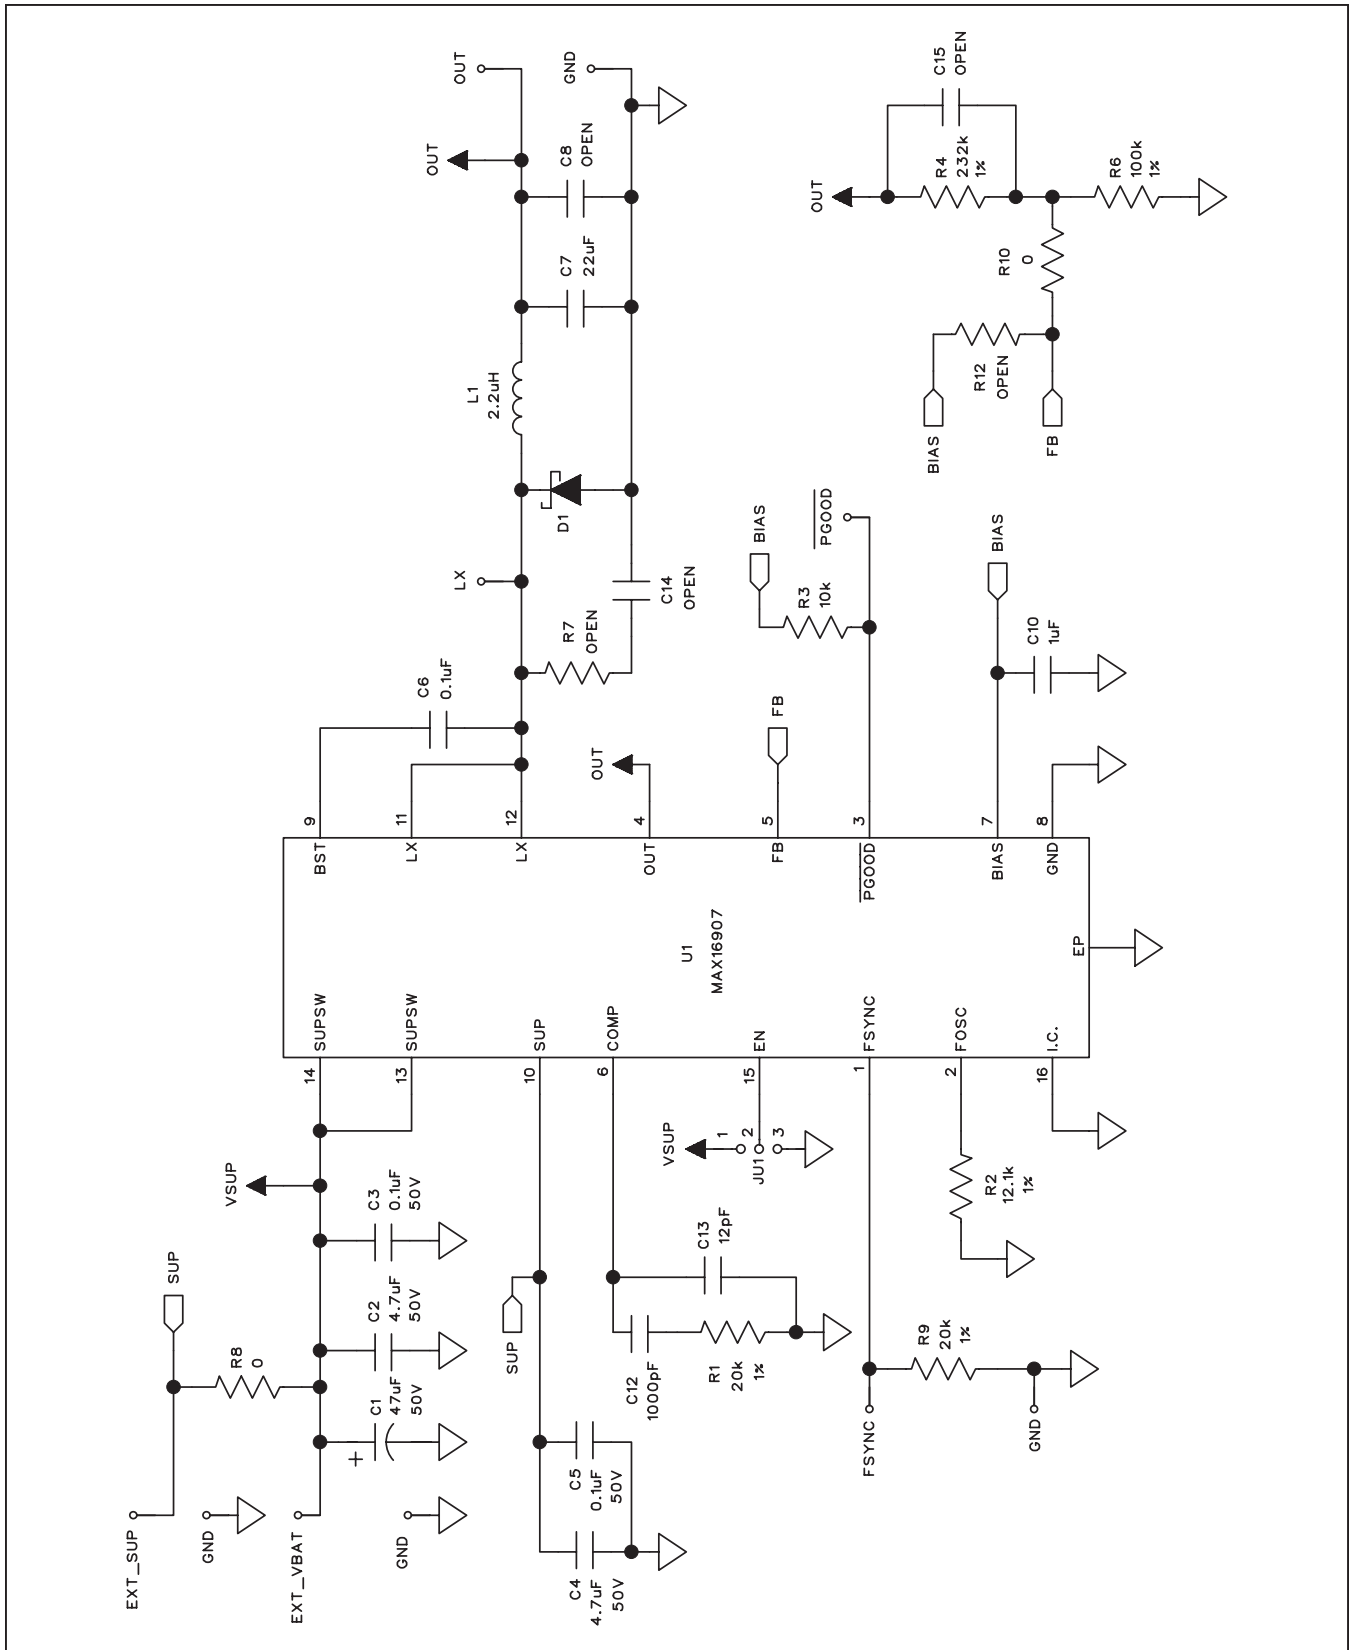 EXT_SUP
GND
EXT_VBAT
GND
SUP
R8
0
VSUP
C1
47uF
50V
+
C2
4.7uF
50V
C3
0.1uF
50V
C4
4.7uF
50V
C5
0.1uF
50V
SUP
C12
1000pF
R1
20k
1%
C13
12pF
VSUP
1
2
3
JU1
FSYNC
GND
R9
20k
1%
R2
12.1k
1%
14
13
10
6
15
1
2
16
SUPSW
SUPSW
SUP
COMP
EN
FSYNC
FOSC
I.C.
U1
MAX16907
EP
BST
LX
LX
OUT
FB
PGOOD
BIAS
GND
9
11
12
4
5
3
7
8
C6
0.1uF
OUT
FB
LX
R7
OPEN
C14
OPEN
D1
L1
2.2uH
C7
22uF
C8
OPEN
OUT
OUT
GND
BIAS
R3
10k
PGOOD
BIAS
C10
1uF
BIAS
FB
R12
OPEN
R10
0
OUT
R4
232k
1%
C15
OPEN
R6
100k
1%